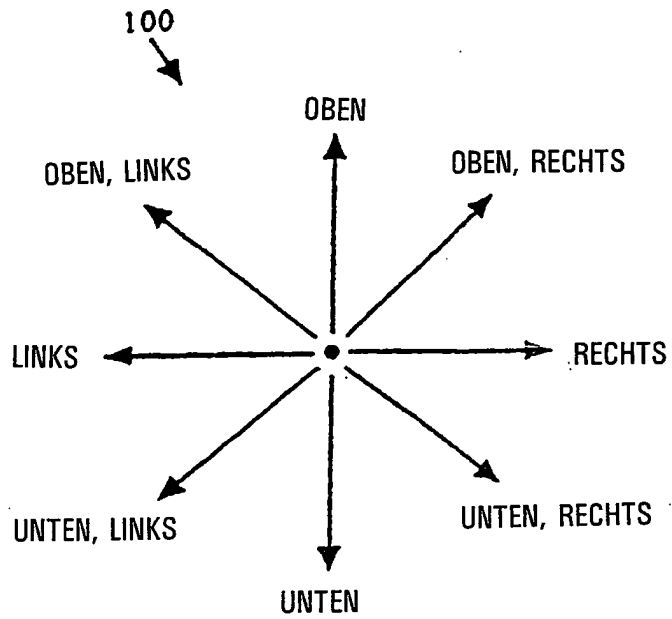 100
OBEN
OBEN, LINKS
OBEN, RECHTS
LINKS
RECHTS
UNTEN, LINKS
UNTEN, RECHTS
UNTEN